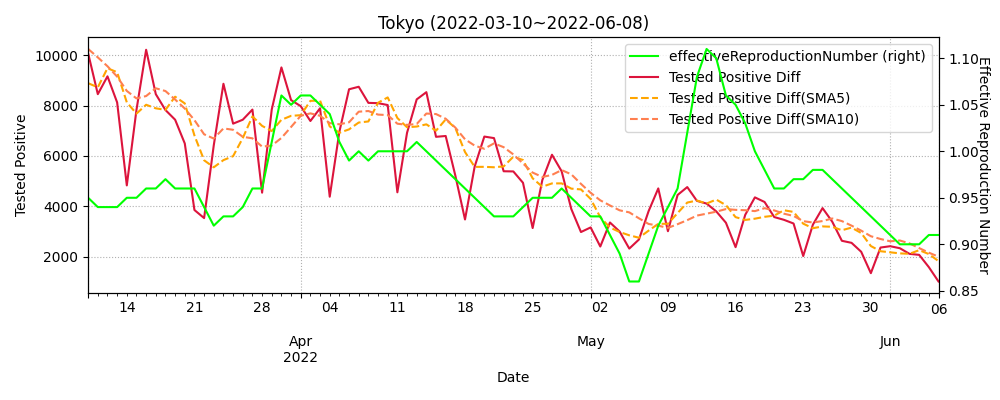 Tokyo (2022-03-10~2022-06-08)
effectiveReproductionNumber (right)
Tested Positive Diff
Tested Positive Diff(SMA5)
Tested Positive Diff(SMA10)
Tested Positive
10000
8000
6000
4000
2000
1.10
1.05
1.00
0.95
0.90
0.85
Effective Reproduction Number
14 21 28 04 11 18 25 02 09 16 23 30 06
Apr May Jun
2022
Date